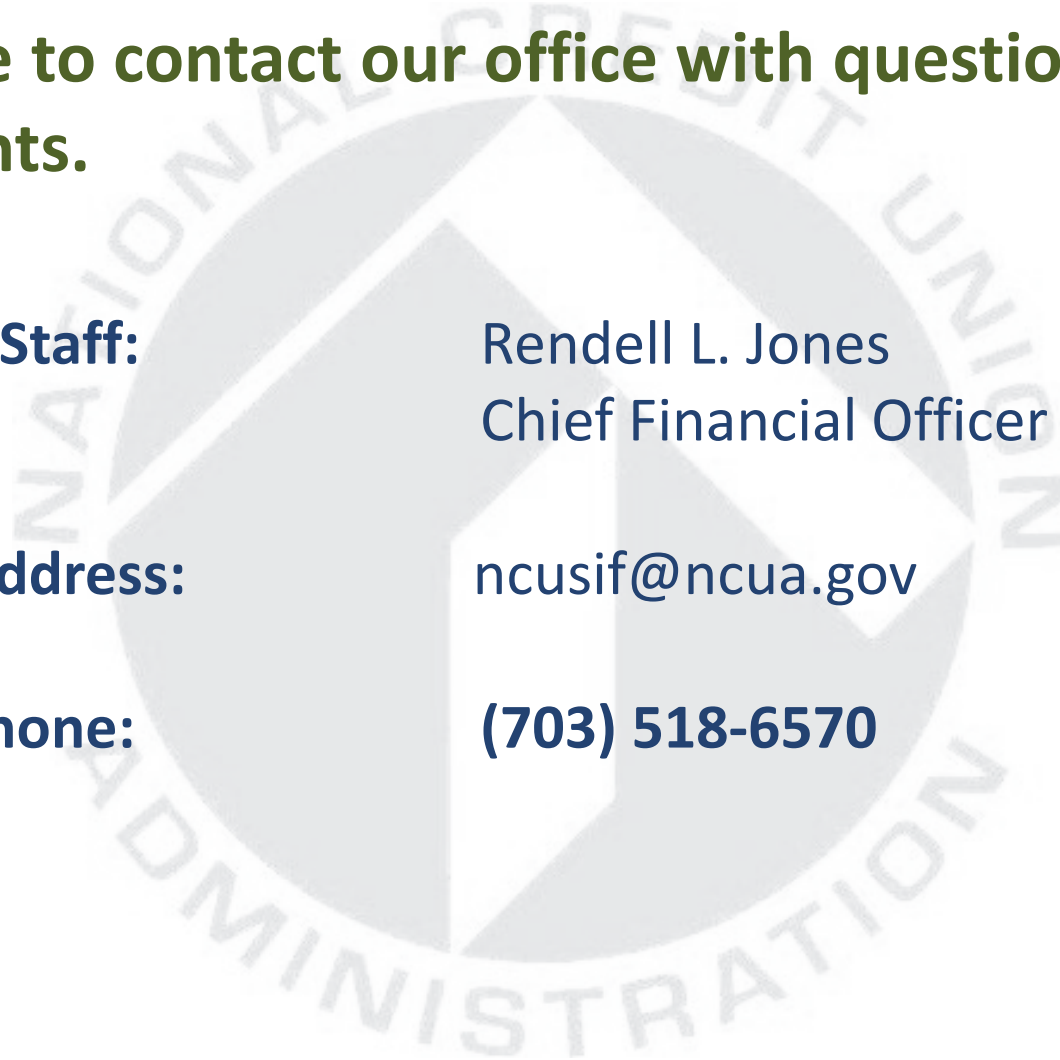 e to contact our office with questio
nts.
Staff: Rendell L. Jones
Chief Financial Officer
ddress: ncusif@ncua.gov
hone: (703) 518-6570
NATIONAL CREDIT UNION
ADMINISTRATION